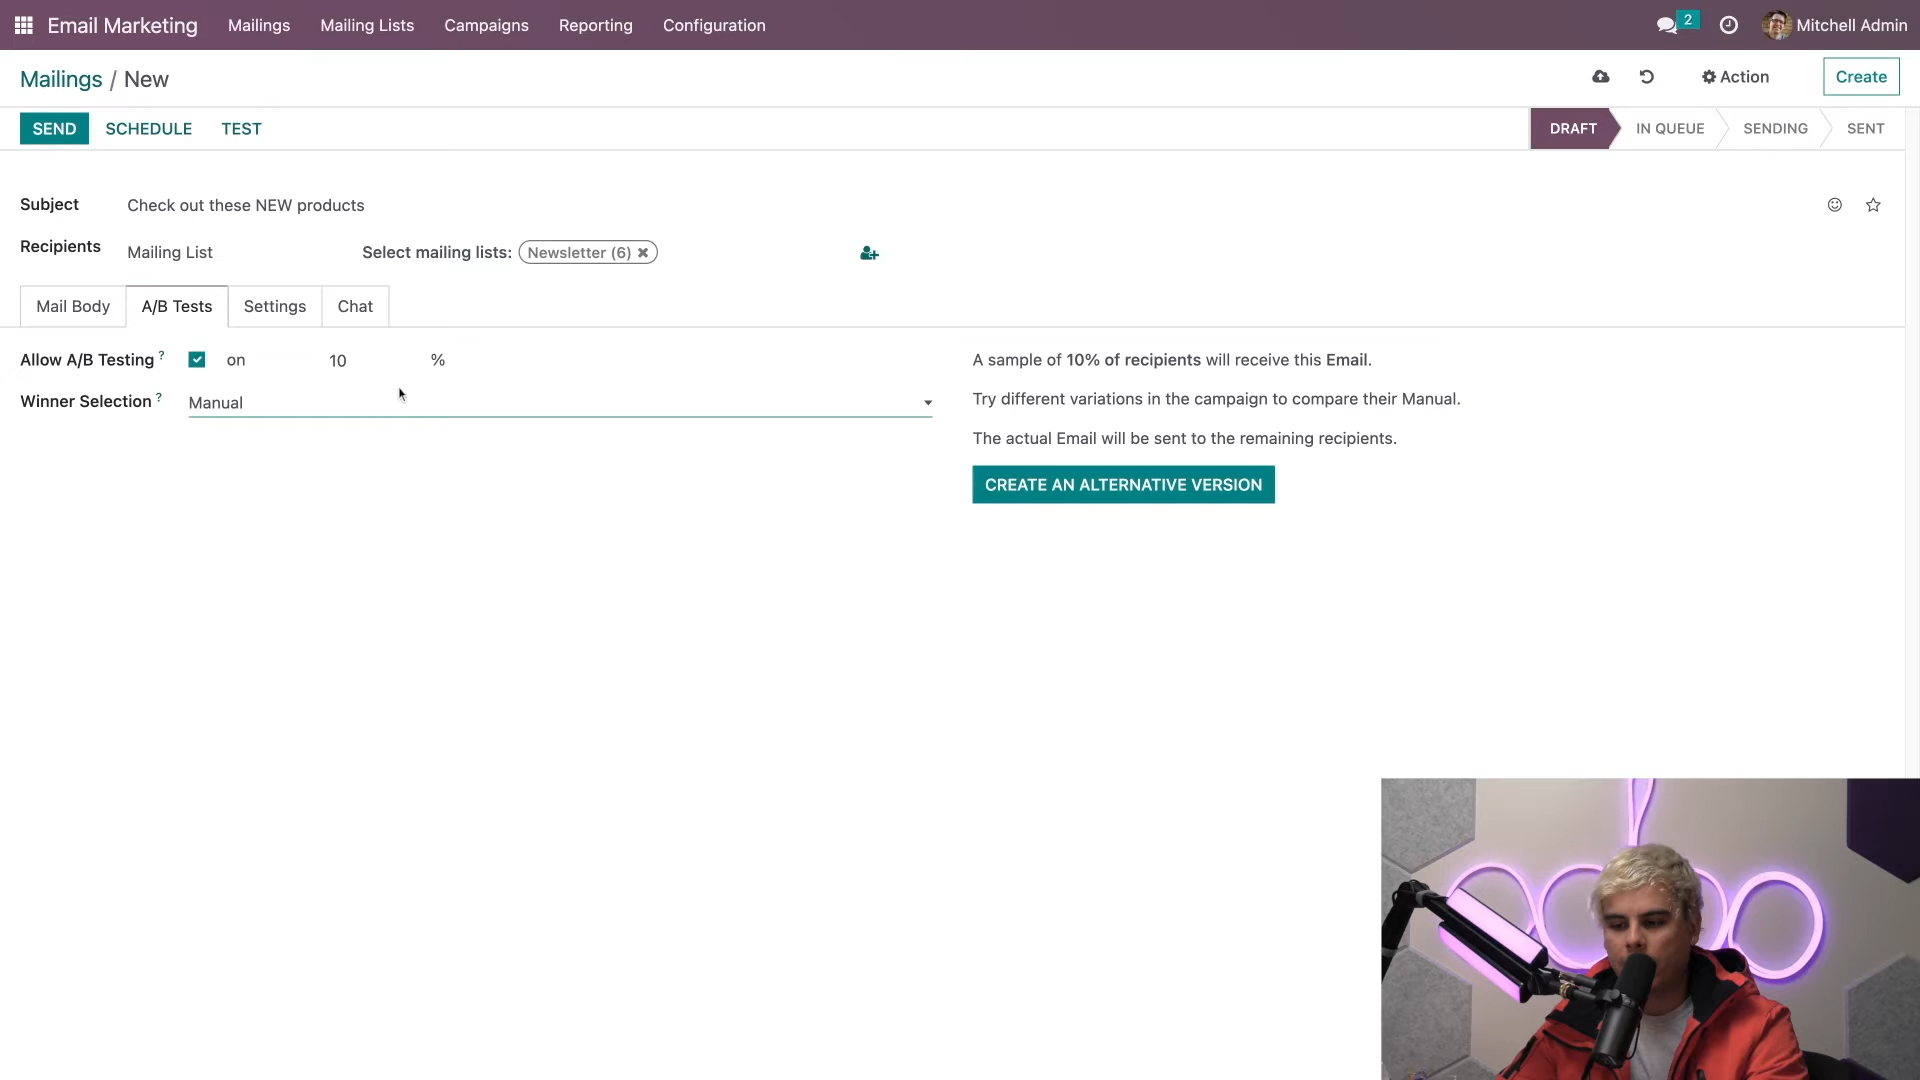 Email Marketing Mailings Mailing Lists Campaigns Reporting Configuration 2 Mitchell Admin
Mailings / New Action Create
SEND SCHEDULE TEST DRAFT IN QUEUE SENDING SENT
Subject Check out these NEW products
Recipients Mailing List Select mailing lists: Newsletter (6)
Mail Body A/B Tests Settings Chat
Allow A/B Testing ? on 10 % A sample of 10% of recipients will receive this Email.
Winner Selection ? Manual Try different variations in the campaign to compare their Manual.
The actual Email will be sent to the remaining recipients.
CREATE AN ALTERNATIVE VERSION
odoo